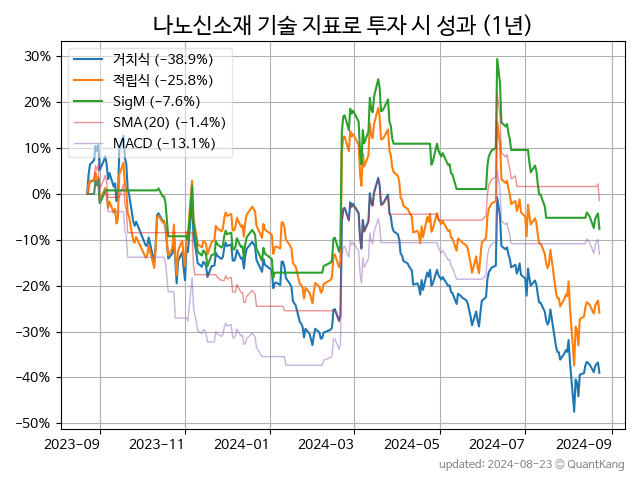 나노신소재 기술 지표로 투자 시 성과 (1년)
30%
20%
10%
0%
−10%
−20%
−30%
−40%
−50%
거치식 (−38.9%)
적립식 (−25.8%)
SigM (−7.6%)
SMA(20) (−1.4%)
MACD (−13.1%)
2023-09 2023-11 2024-01 2024-03 2024-05 2024-07 2024-09
updated: 2024-08-23 ⓒ QuantKang